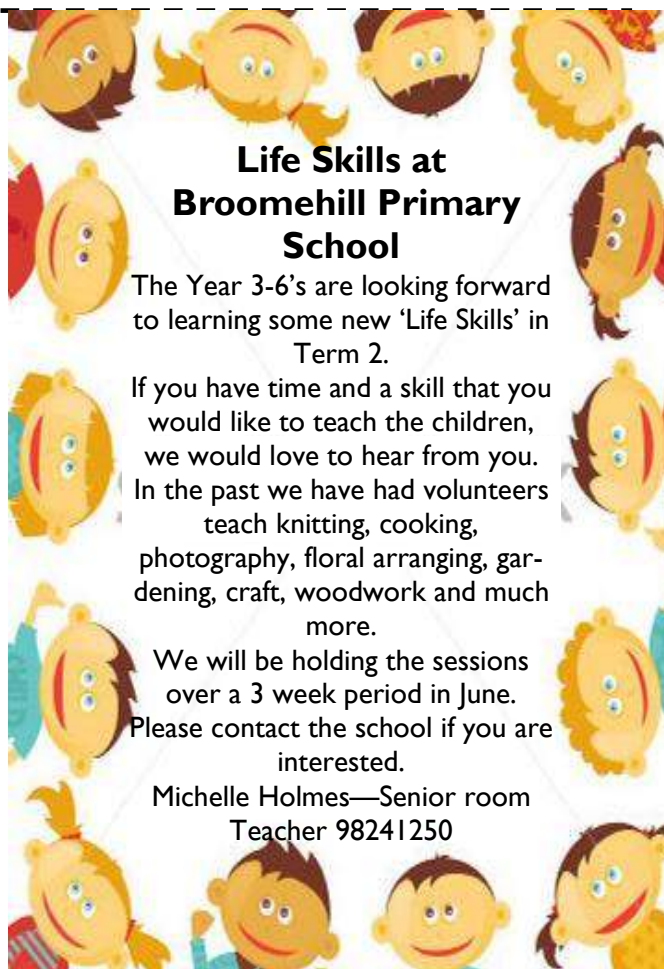 Life Skills at
Broomehill Primary
School
The Year 3-6’s are looking forward
to learning some new ‘Life Skills’ in
Term 2.
If you have time and a skill that you
would like to teach the children,
we would love to hear from you.
In the past we have had volunteers
teach knitting, cooking,
photography, floral arranging, gar-
dening, craft, woodwork and much
more.
We will be holding the sessions
over a 3 week period in June.
Please contact the school if you are
interested.
Michelle Holmes—Senior room
Teacher 98241250